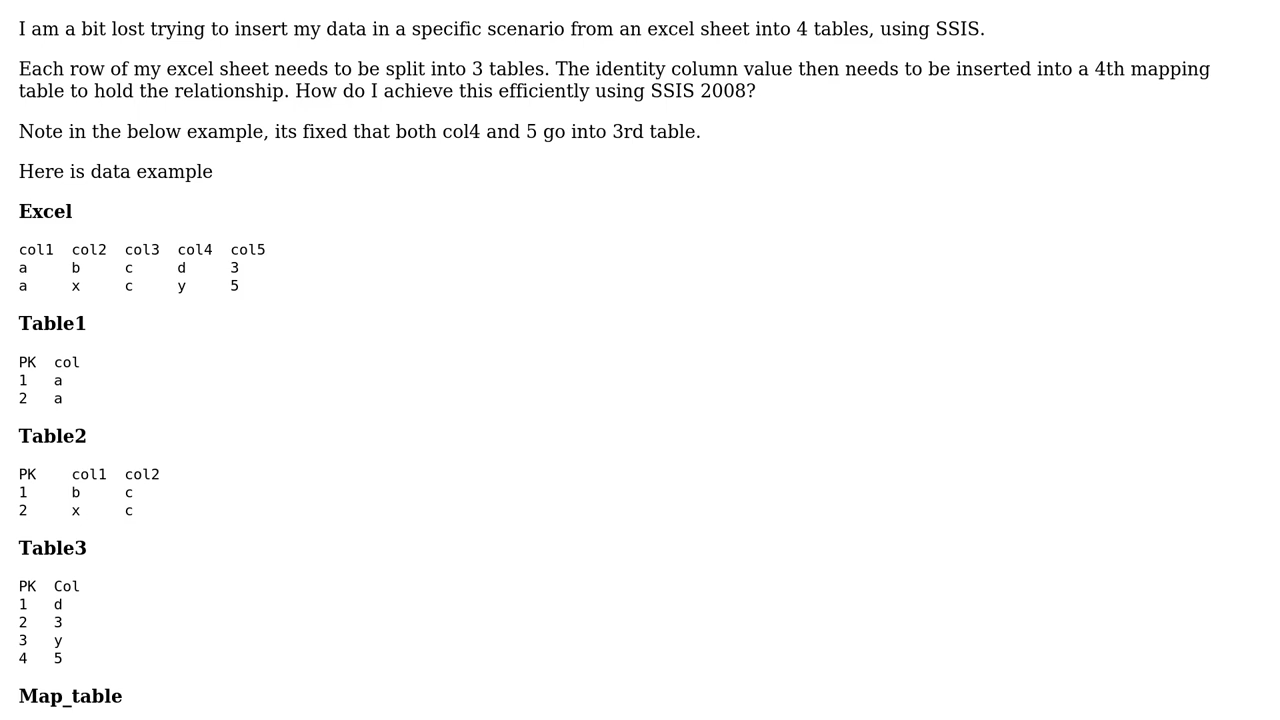 I am a bit lost trying to insert my data in a specific scenario from an excel sheet into 4 tables, using SSIS.
Each row of my excel sheet needs to be split into 3 tables. The identity column value then needs to be inserted into a 4th mapping
table to hold the relationship. How do I achieve this efficiently using SSIS 2008?
Note in the below example, its fixed that both col4 and 5 go into 3rd table.
Here is data example
Excel
col1  col2  col3  col4  col5
a     b     c     d     3
a     x     c     y     5
Table1
PK  col
1   a
2   a
Table2
PK    col1  col2
1     b     c
2     x     c
Table3
PK  Col
1   d
2   3
3   y
4   5
Map_table